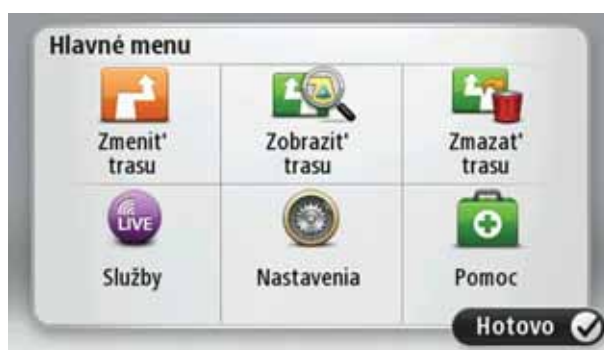 Hlavné menu
Zmeniť
trasu
Zobraziť
trasu
Zmazať
trasu
LIVE
Služby
Nastavenia
Pomoc
Hotovo